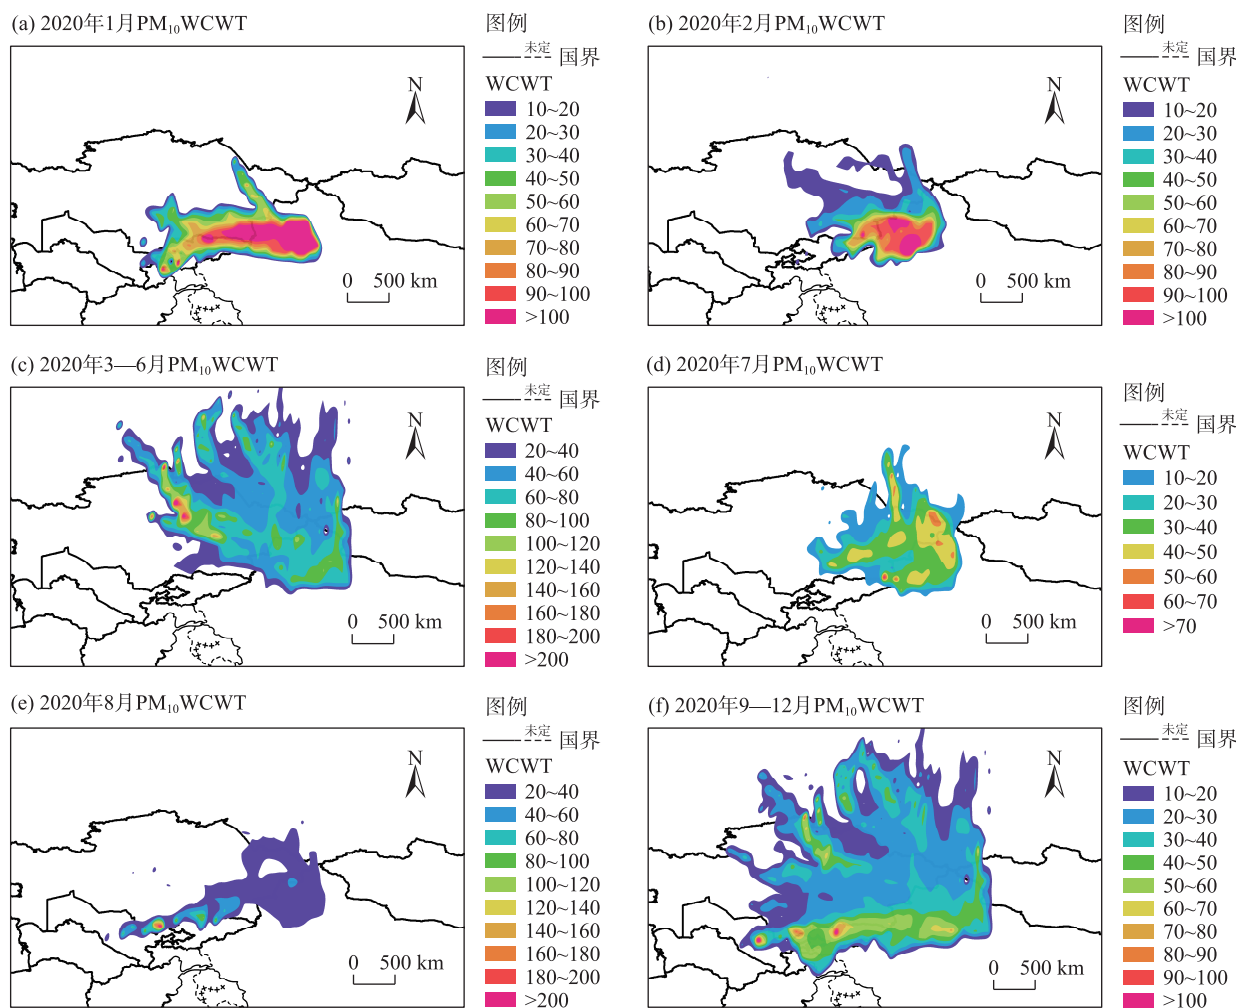 (a) 2020年1月PM₁₀WCWT
图例
未定 国界
WCWT
10~20
20~30
30~40
40~50
50~60
60~70
70~80
80~90
90~100
>100
N
0 500 km
(b) 2020年2月PM₁₀WCWT
图例
未定 国界
WCWT
10~20
20~30
30~40
40~50
50~60
60~70
70~80
80~90
90~100
>100
N
0 500 km
(c) 2020年3—6月PM₁₀WCWT
图例
未定 国界
WCWT
20~40
40~60
60~80
80~100
100~120
120~140
140~160
160~180
180~200
>200
N
0 500 km
(d) 2020年7月PM₁₀WCWT
图例
未定 国界
WCWT
10~20
20~30
30~40
40~50
50~60
60~70
>70
N
0 500 km
(e) 2020年8月PM₁₀WCWT
图例
未定 国界
WCWT
20~40
40~60
60~80
80~100
100~120
120~140
140~160
160~180
180~200
>200
N
0 500 km
(f) 2020年9—12月PM₁₀WCWT
图例
未定 国界
WCWT
10~20
20~30
30~40
40~50
50~60
60~70
70~80
80~90
90~100
>100
N
0 500 km